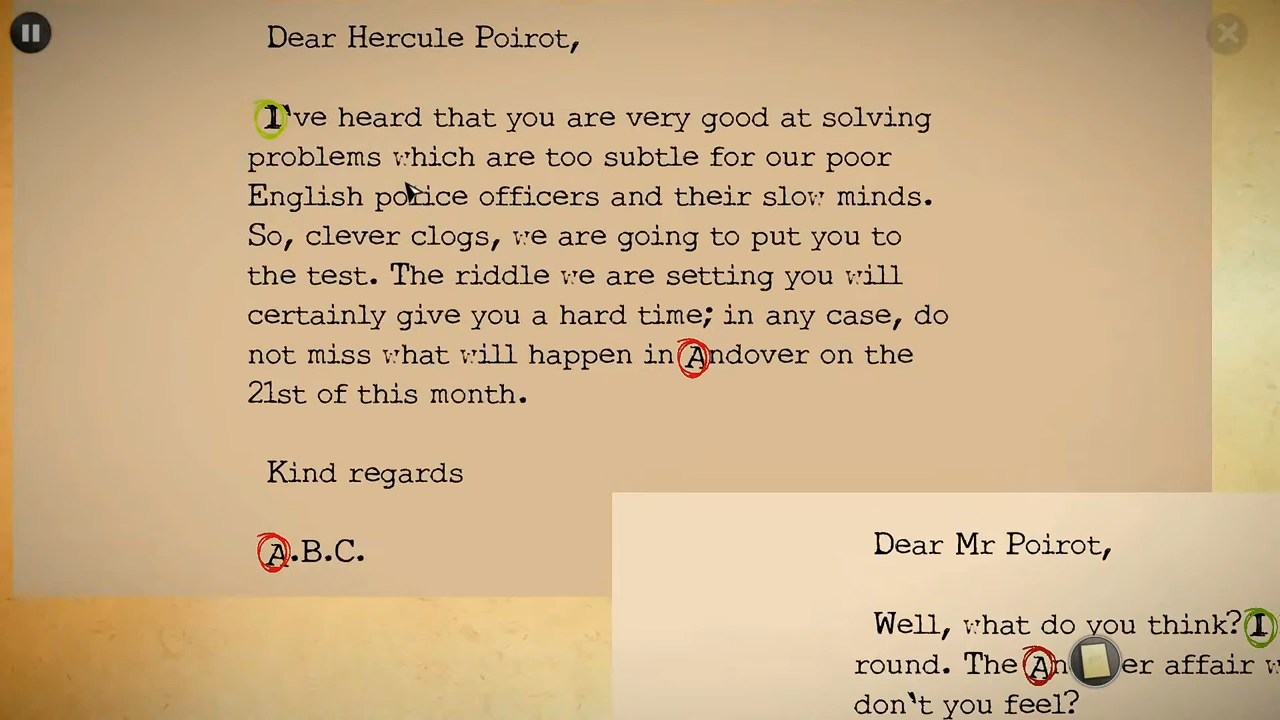 Dear Hercule Poirot,
I've heard that you are very good at solving
problems which are too subtle for our poor
English police officers and their slow minds.
So, clever clogs, we are going to put you to
the test. The riddle we are setting you will
certainly give you a hard time; in any case, do
not miss what will happen in Andover on the
21st of this month.
Kind regards
A.B.C.
Dear Mr Poirot,
Well, what do you think? I
round. The affair
don't you feel?